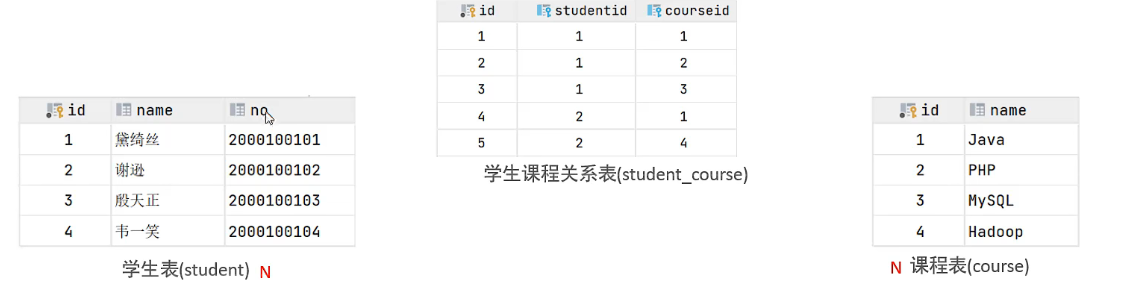 id studentid courseid
1 1 1
2 1 2
3 1 3
4 2 1
5 2 4
学生课程关系表(student_course)
id name no
1 黛绮丝 2000100101
2 谢逊 2000100102
3 殷天正 2000100103
4 韦一笑 2000100104
学生表(student) N
id name
1 Java
2 PHP
3 MySQL
4 Hadoop
N 课程表(course)